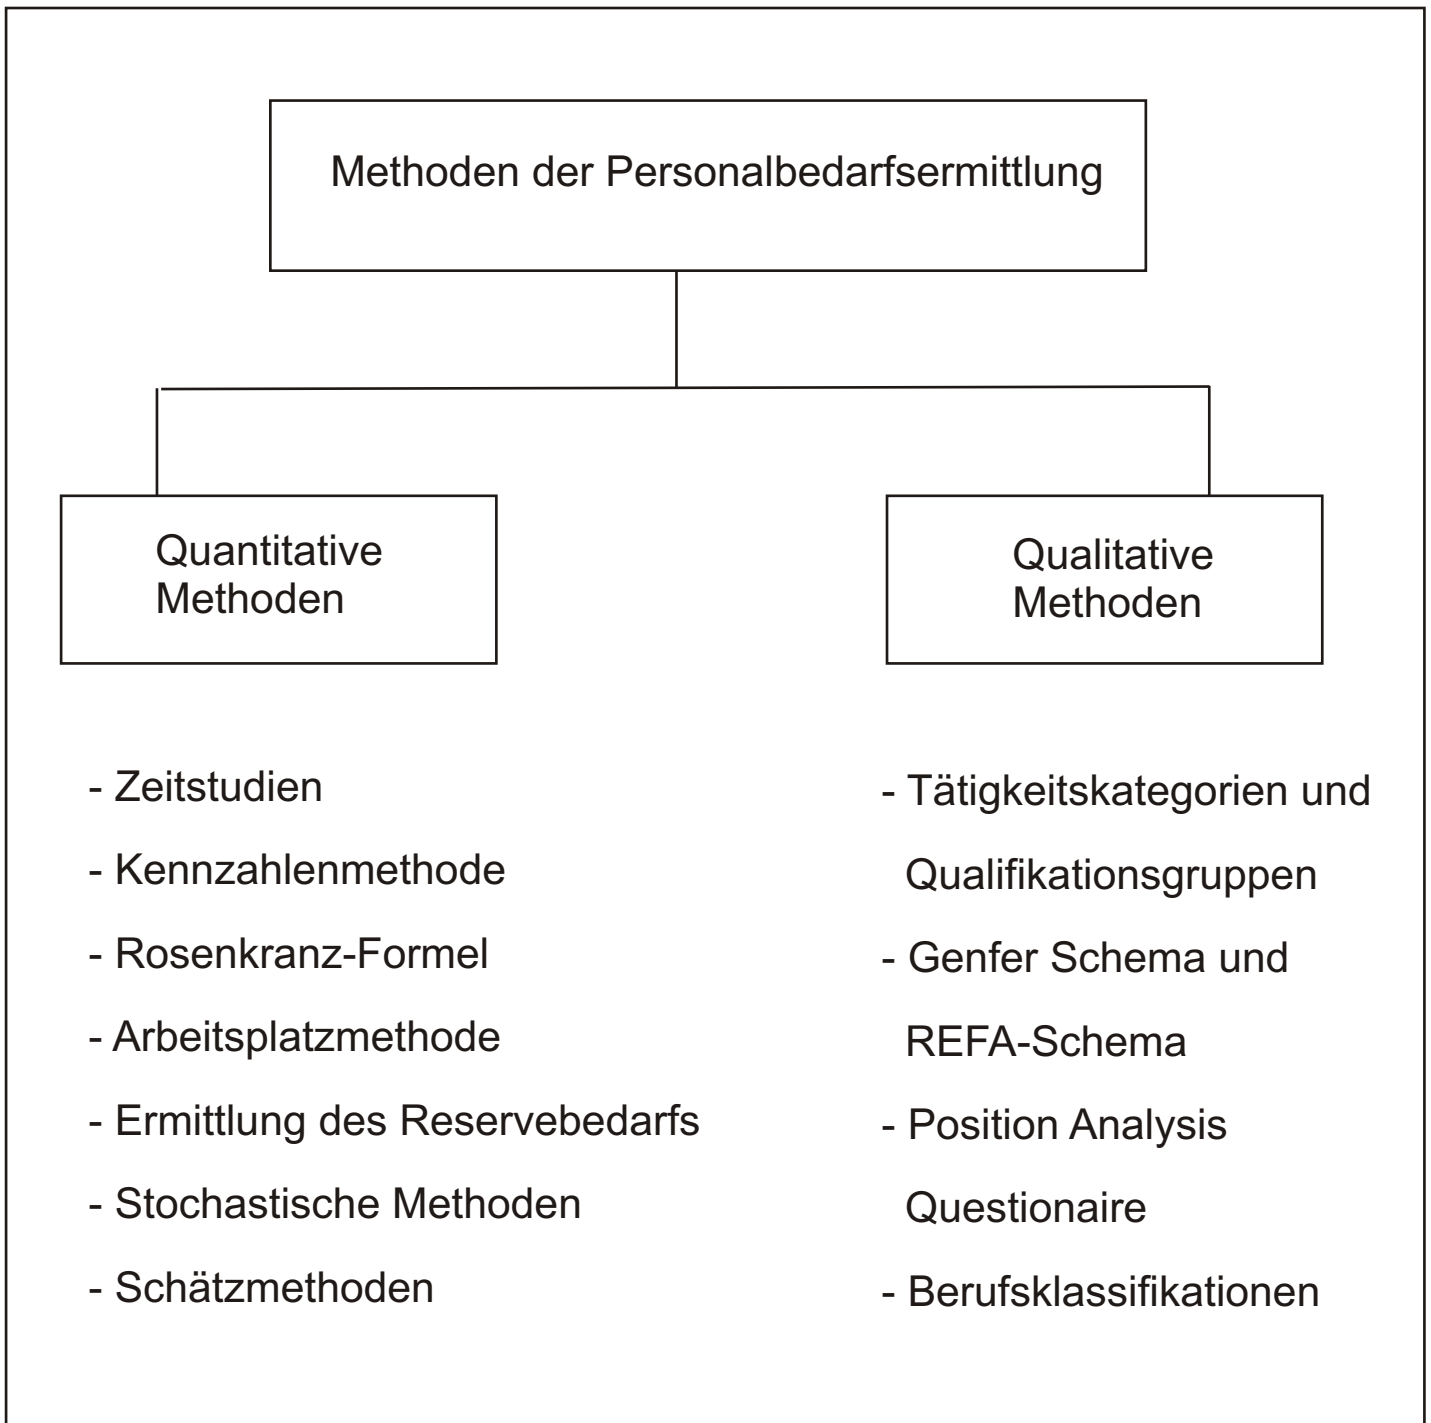 Methoden der Personalbedarfsermittlung
Quantitative
Methoden
Qualitative
Methoden
- Zeitstudien
- Kennzahlenmethode
- Rosenkranz-Formel
- Arbeitsplatzmethode
- Ermittlung des Reservebedarfs
- Stochastische Methoden
- Schätzmethoden
- Tätigkeitskategorien und
Qualifikationsgruppen
- Genfer Schema und
REFA-Schema
- Position Analysis
Questionaire
- Berufsklassifikationen